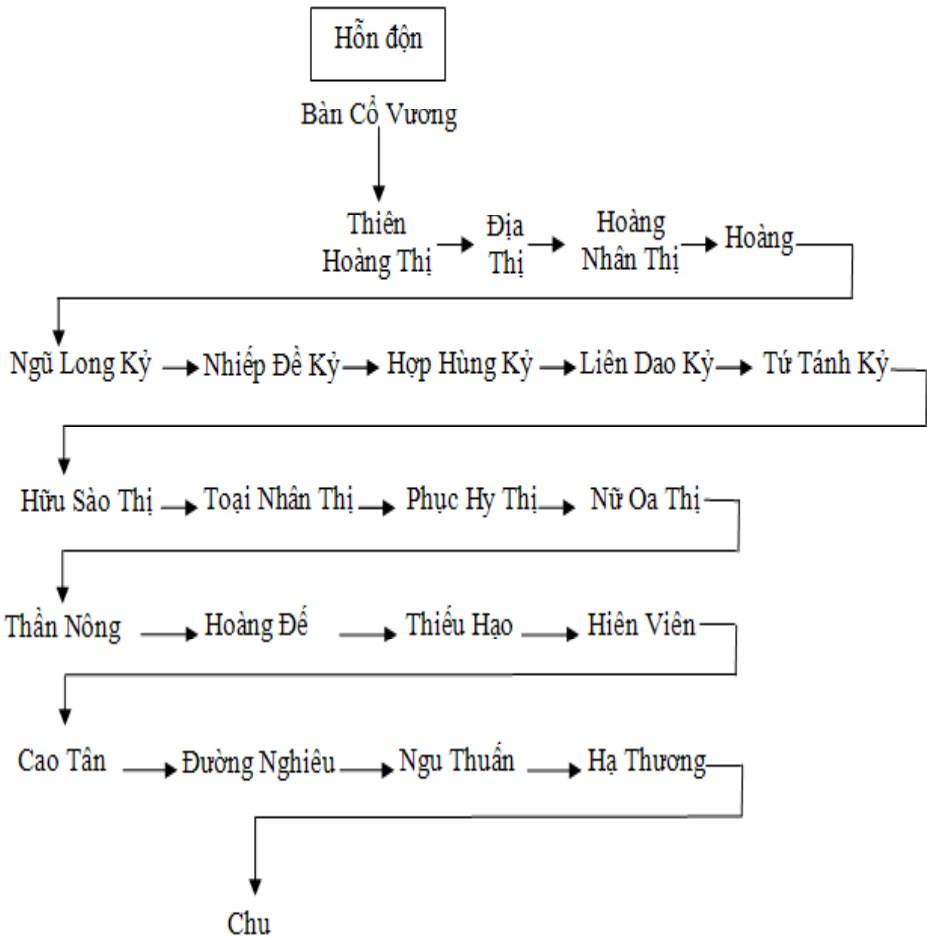 Hỗn độn
Bàn Cổ Vương
Thiên
Hoàng Thị
Địa
Thị
Hoàng
Nhân Thị
Hoàng
Ngũ Long Kỷ
Nhiếp Đề Kỷ
Hợp Hùng Kỷ
Liên Dao Kỷ
Tứ Tánh Kỷ
Hữu Sào Thị
Toại Nhân Thị
Phục Hy Thị
Nữ Oa Thị
Thần Nông
Hoàng Đế
Thiếu Hạo
Hiên Viên
Cao Tân
Đường Nghiêu
Ngu Thuấn
Hạ Thương
Chu